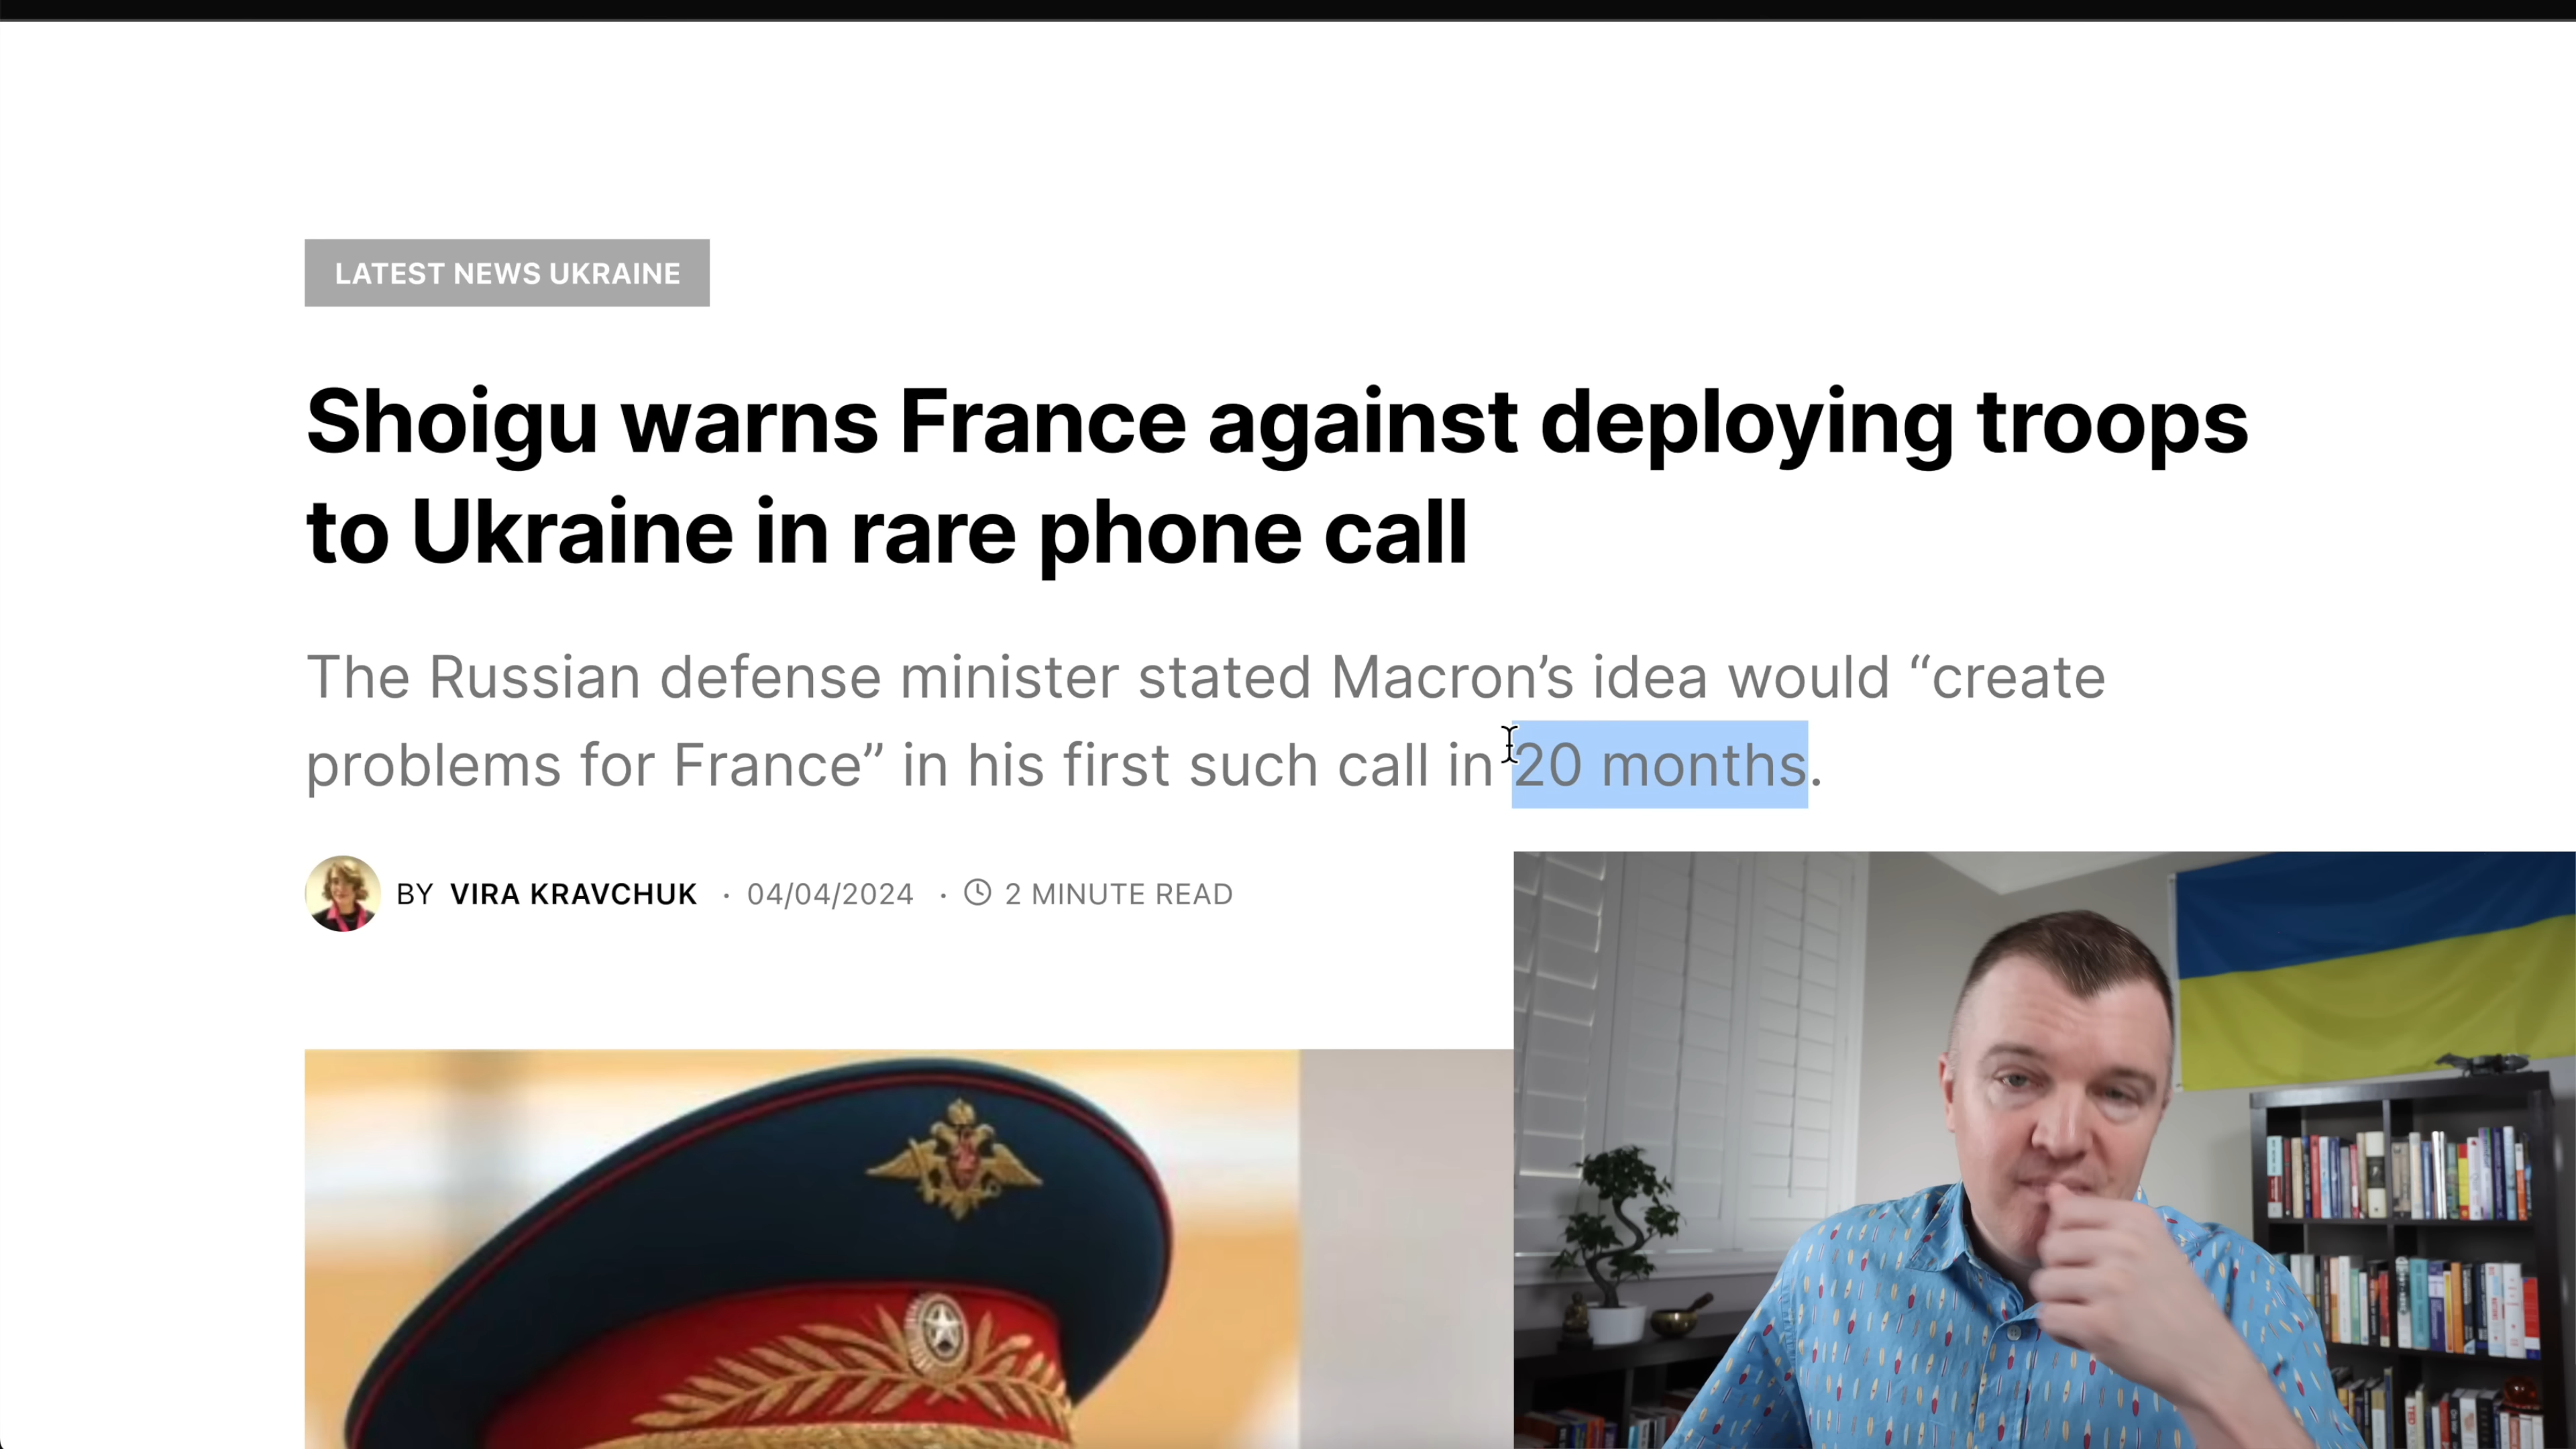 LATEST NEWS UKRAINE
Shoigu warns France against deploying troops
to Ukraine in rare phone call
The Russian defense minister stated Macron’s idea would “create
problems for France” in his first such call in 20 months.
BY VIRA KRAVCHUK · 04/04/2024 · 2 MINUTE READ